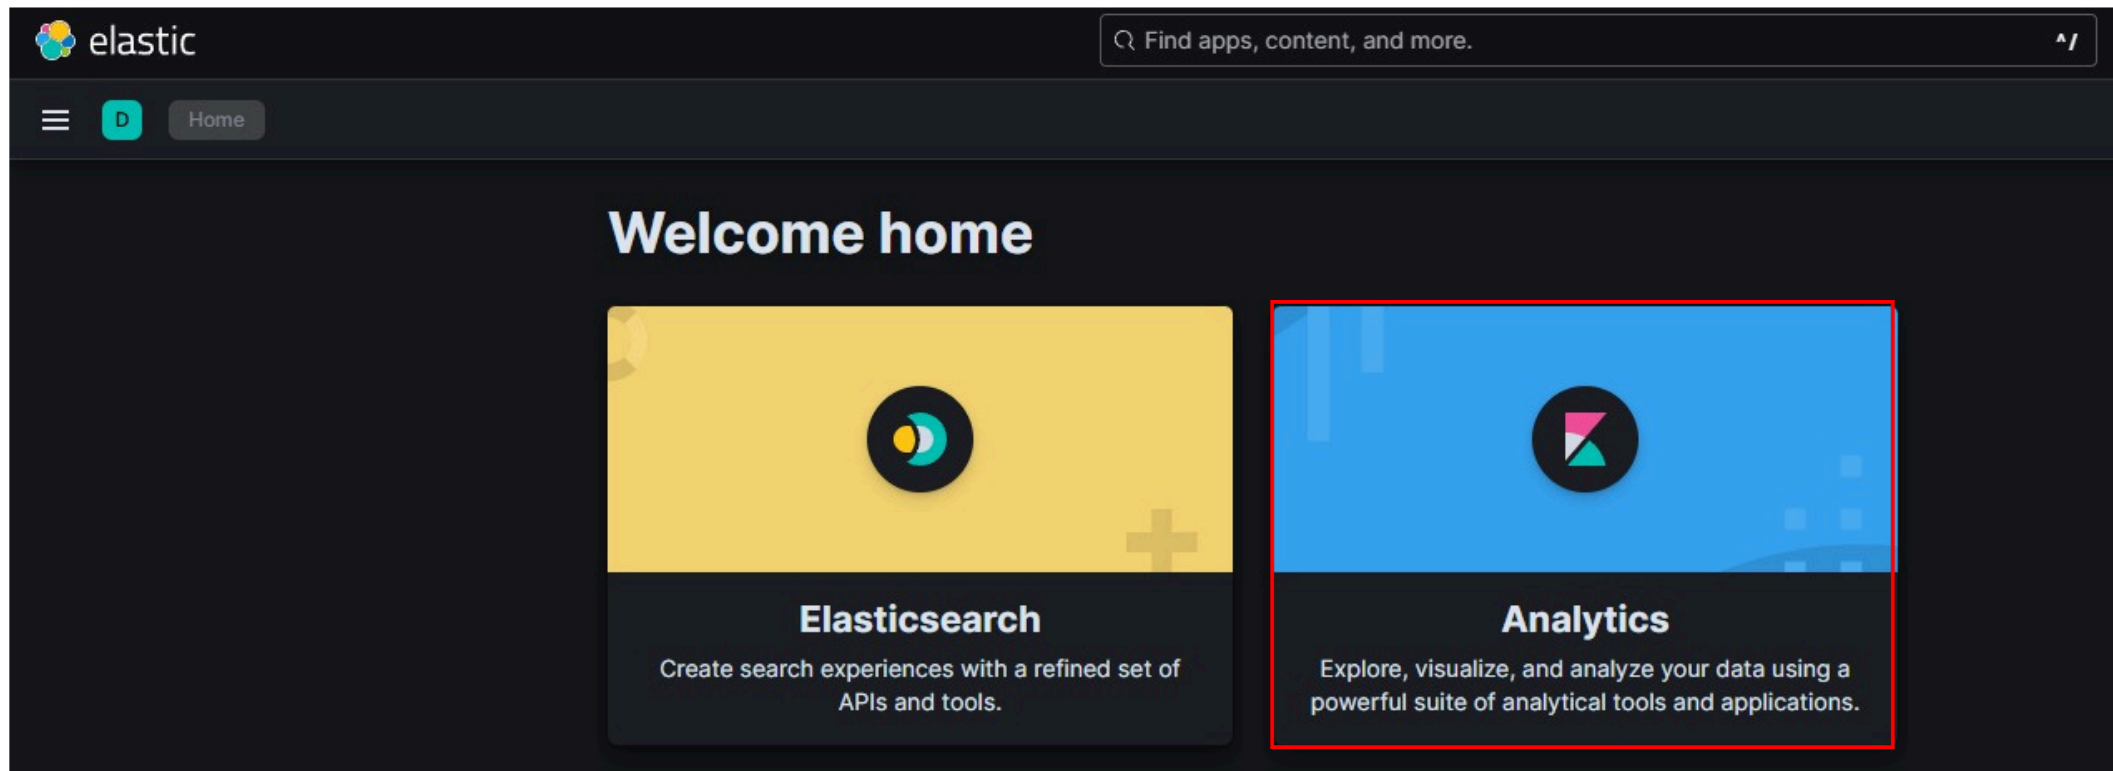 elastic
Find apps, content, and more.
^/
D
Home
Welcome home
Elasticsearch
Create search experiences with a refined set of
APIs and tools.
Analytics
Explore, visualize, and analyze your data using a
powerful suite of analytical tools and applications.